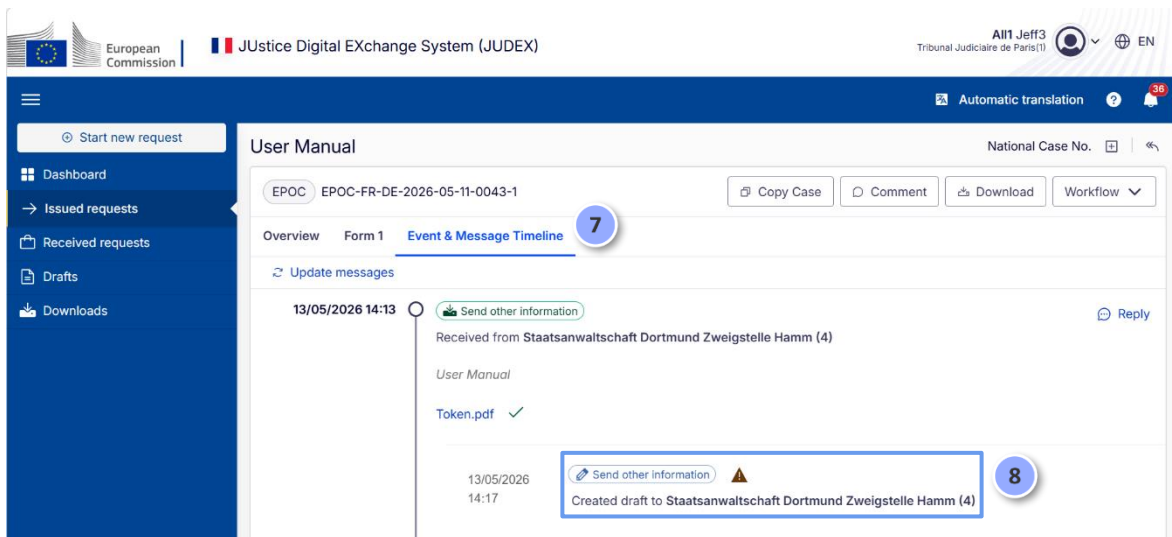 European
Commission
JUstice Digital EXchange System (JUDEX)
All1 Jeff3
Tribunal Judiciaire de Paris(1)
EN
Automatic translation
36
Start new request
Dashboard
Issued requests
Received requests
Drafts
Downloads
User Manual
National Case No.
EPOC EPOC-FR-DE-2026-05-11-0043-1
Copy Case
Comment
Download
Workflow
Overview Form 1 Event & Message Timeline
7
Update messages
13/05/2026 14:13
Send other information
Reply
Received from Staatsanwaltschaft Dortmund Zweigstelle Hamm (4)
User Manual
Token.pdf
13/05/2026
14:17
Send other information
Created draft to Staatsanwaltschaft Dortmund Zweigstelle Hamm (4)
8